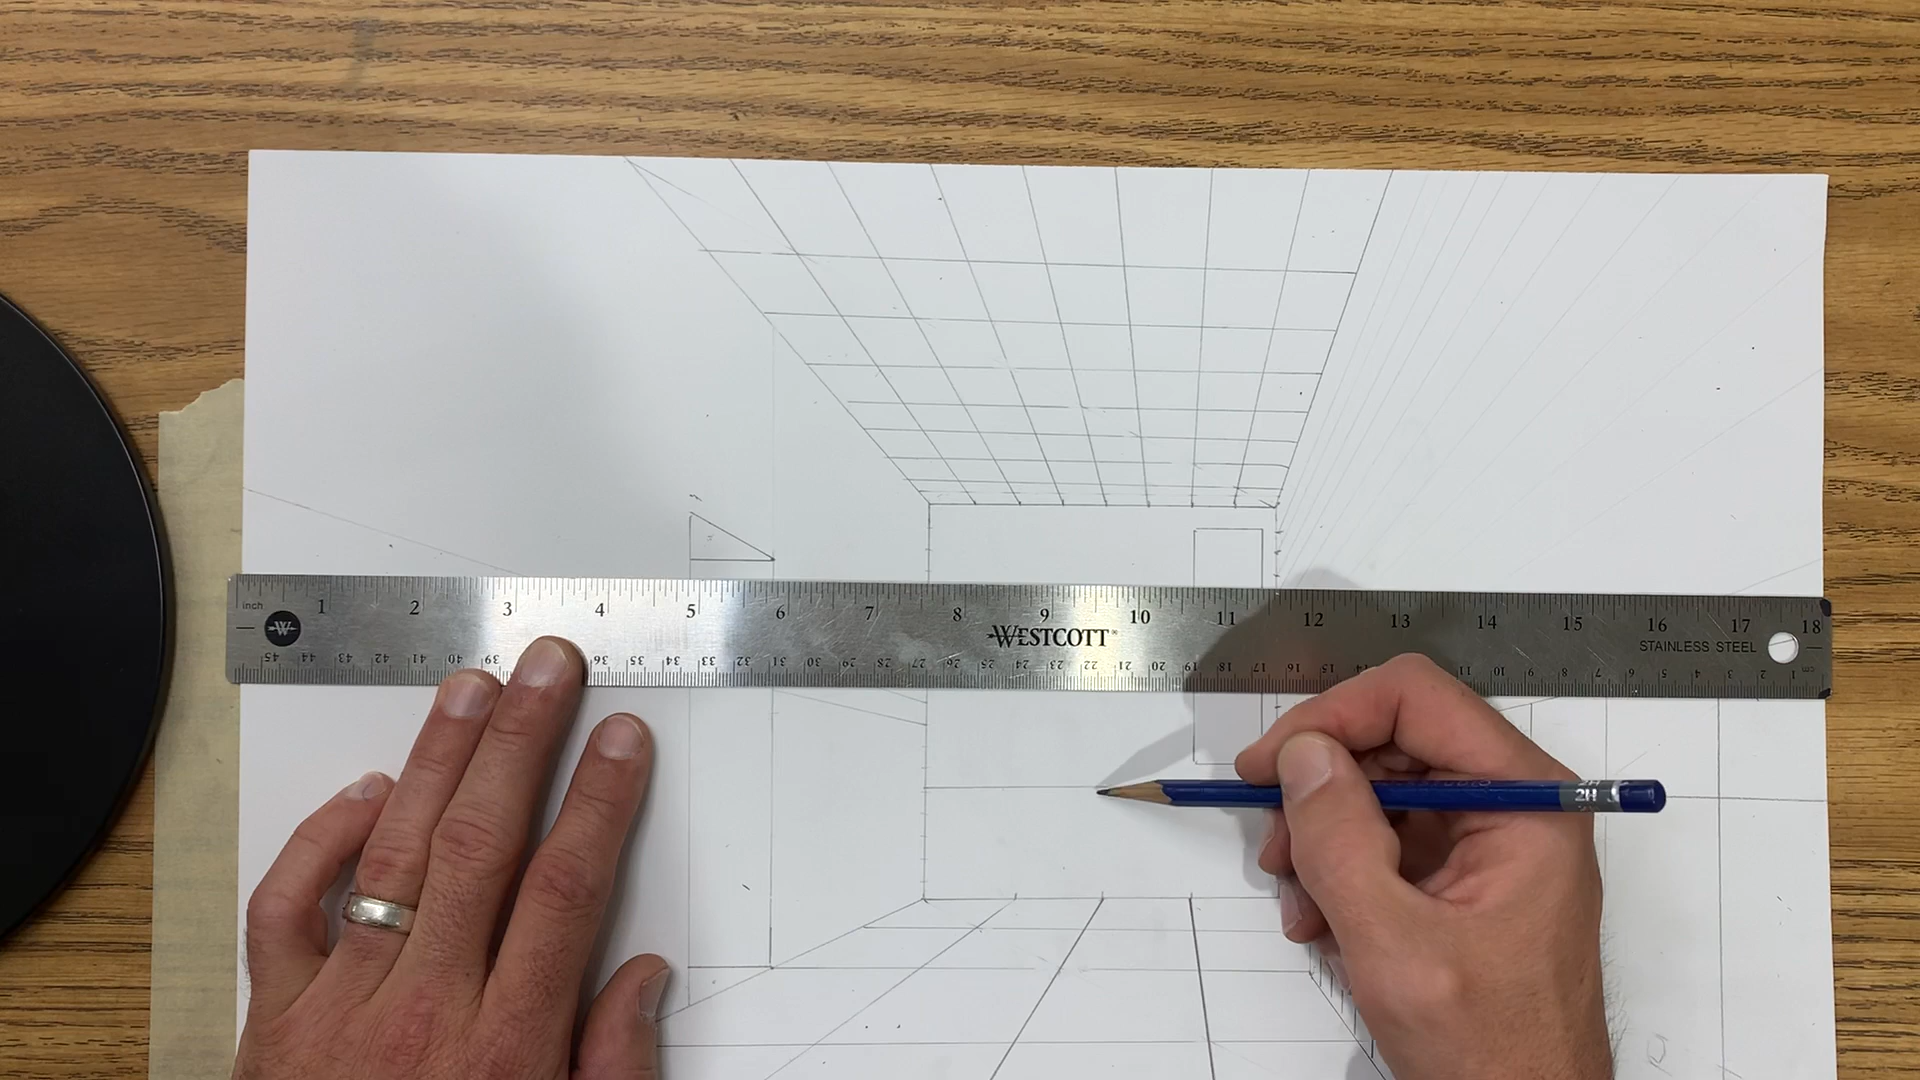 inch 1 2 3 4 5 6 7 8 9 10 11 12 13 14 15 16 17 18
W WESTCOTT®
STAINLESS STEEL
45 44 43 42 41 40 39 36 35 34 33 32 31 30 29 28 27 26 25 24 23 22 21 20 19 18 17 16 15 14 11 10 9 8 7 6 5 4 3 2 1 cm
2H